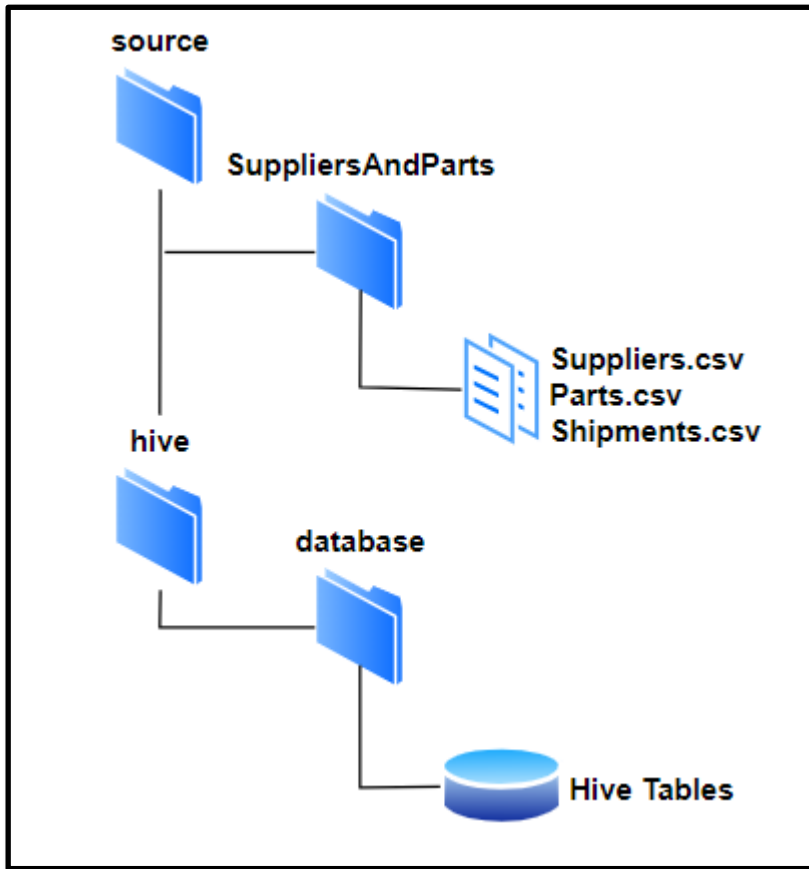 source
SuppliersAndParts
Suppliers.csv
Parts.csv
Shipments.csv
hive
database
Hive Tables